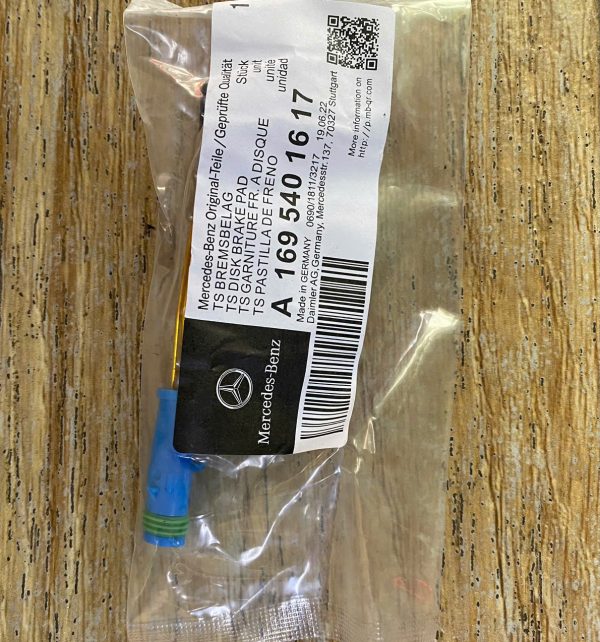 Mercedes-Benz Original-Teile / Geprüfte Qualität
TS BREMSBELAG
TS DISK BRAKE PAD
TS GARNITURE FR. A DISQUE
TS PASTILLA DE FRENO
1
Stück
unit
unité
unidad
A 169 540 16 17
Made in GERMANY 0690/1811/3217 19.06.22
Daimler AG, Germany, Mercedesstr.137, 70327 Stuttgart
More information on
http://p.mb-qr.com
Mercedes-Benz